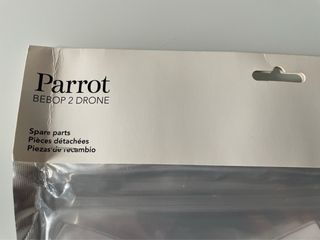 Parrot
BEBOP 2 DRONE
Spare parts
Pièces détachées
Piezas de recambio